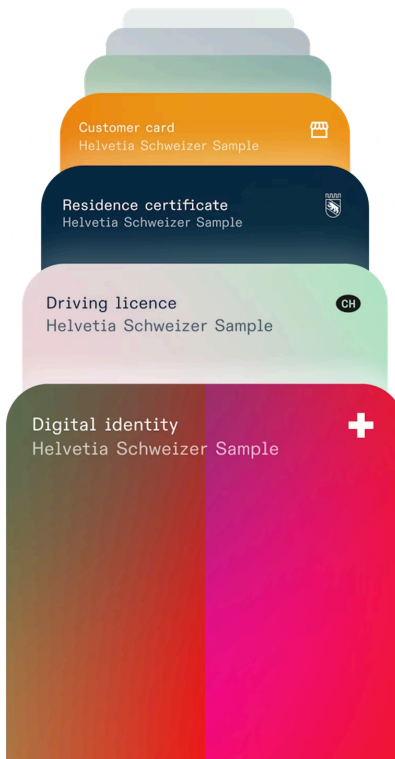 Customer card
Helvetia Schweizer Sample
Residence certificate
Helvetia Schweizer Sample
Driving licence
CH
Helvetia Schweizer Sample
Digital identity
Helvetia Schweizer Sample